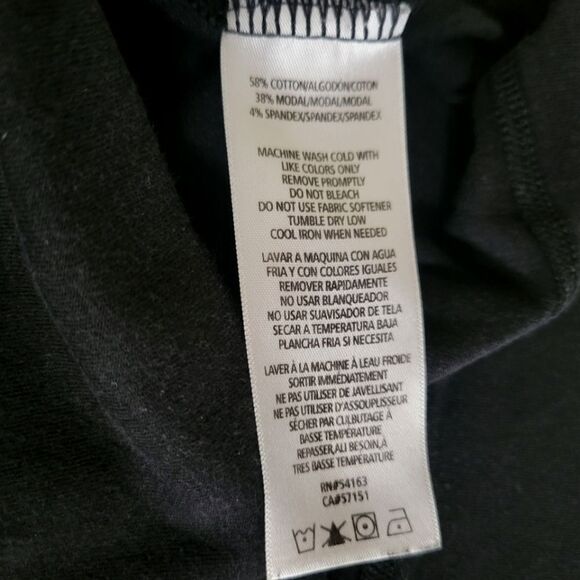 58% COTTON/ALGODÓN/COTON
38% MODAL/MODAL/MODAL
4% SPANDEX/SPANDEX/SPANDEX
MACHINE WASH COLD WITH
LIKE COLORS ONLY
REMOVE PROMPTLY
DO NOT BLEACH
DO NOT USE FABRIC SOFTENER
TUMBLE DRY LOW
COOL IRON WHEN NEEDED
LAVAR A MAQUINA CON AGUA
FRIA Y CON COLORES IGUALES
REMOVER RAPIDAMENTE
NO USAR BLANQUEADOR
NO USAR SUAVISADOR DE TELA
SECAR A TEMPERATURA BAJA
PLANCHA FRIA SI NECESITA
LAVER À LA MACHINE À LEAU FROIDE
SORTIR IMMÉDIATEMENT
NE PAS UTILISER DE JAVELLISANT
NE PAS UTILISER D'ASSOUPLISSEUR
SÉCHER PAR CULBUTAGE À
BASSE TEMPÉRATURE
REPASSER,AU BESOIN,À
TRES BASSE TEMPÉRATURE
RN#54163
CA#57151